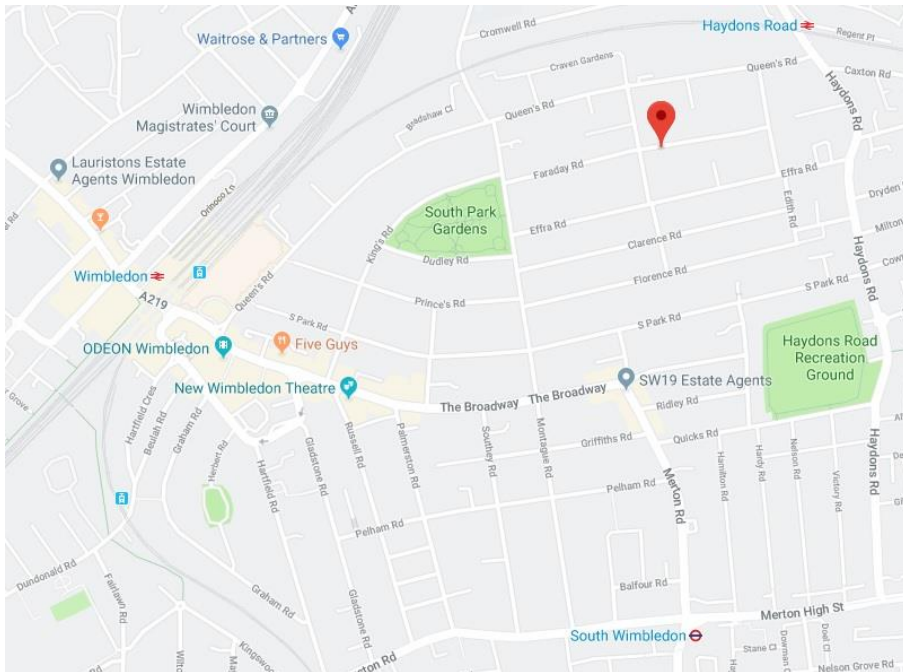 Cromwell Rd
Haydons Road
Regent Pl
Waitrose & Partners
Craven Gardens
Queen's Rd
Caxton Rd
Haydons Rd
Bradshaw Cl
Queen's Rd
Wimbledon
Magistrates' Court
Lauristons Estate
Agents Wimbledon
Faraday Rd
Effra Rd
Dryden
Edith Rd
South Park
Gardens
Effra Rd
Milton
Clarence Rd
King's Rd
Dudley Rd
Haydons Rd
Wimbledon
A219
Queen's Rd
Florence Rd
Cown
Prince's Rd
S Park Rd
S Park Rd
S Park Rd
ODEON Wimbledon
Five Guys
Haydons Road
Recreation
Ground
New Wimbledon Theatre
SW19 Estate Agents
The Broadway
The Broadway
Grove
Hartfield Cres
Beulah Rd
Graham Rd
Herbert Rd
Hartfield Rd
Gladstone Rd
Russell Rd
Palmerston Rd
Southey Rd
Montague Rd
Ridley Rd
Griffiths Rd
Quicks Rd
Merton Rd
Hamilton Rd
Hardy Rd
Nelson Rd
Victory Rd
Haydons Rd
Pelham Rd
Pelham Rd
Dundonald Rd
Fairlawn Rd
Graham Rd
Gladstone Rd
Balfour Rd
Merton High St
South Wimbledon
Stane Cl
Doel Cl
Nelson Grove Rd